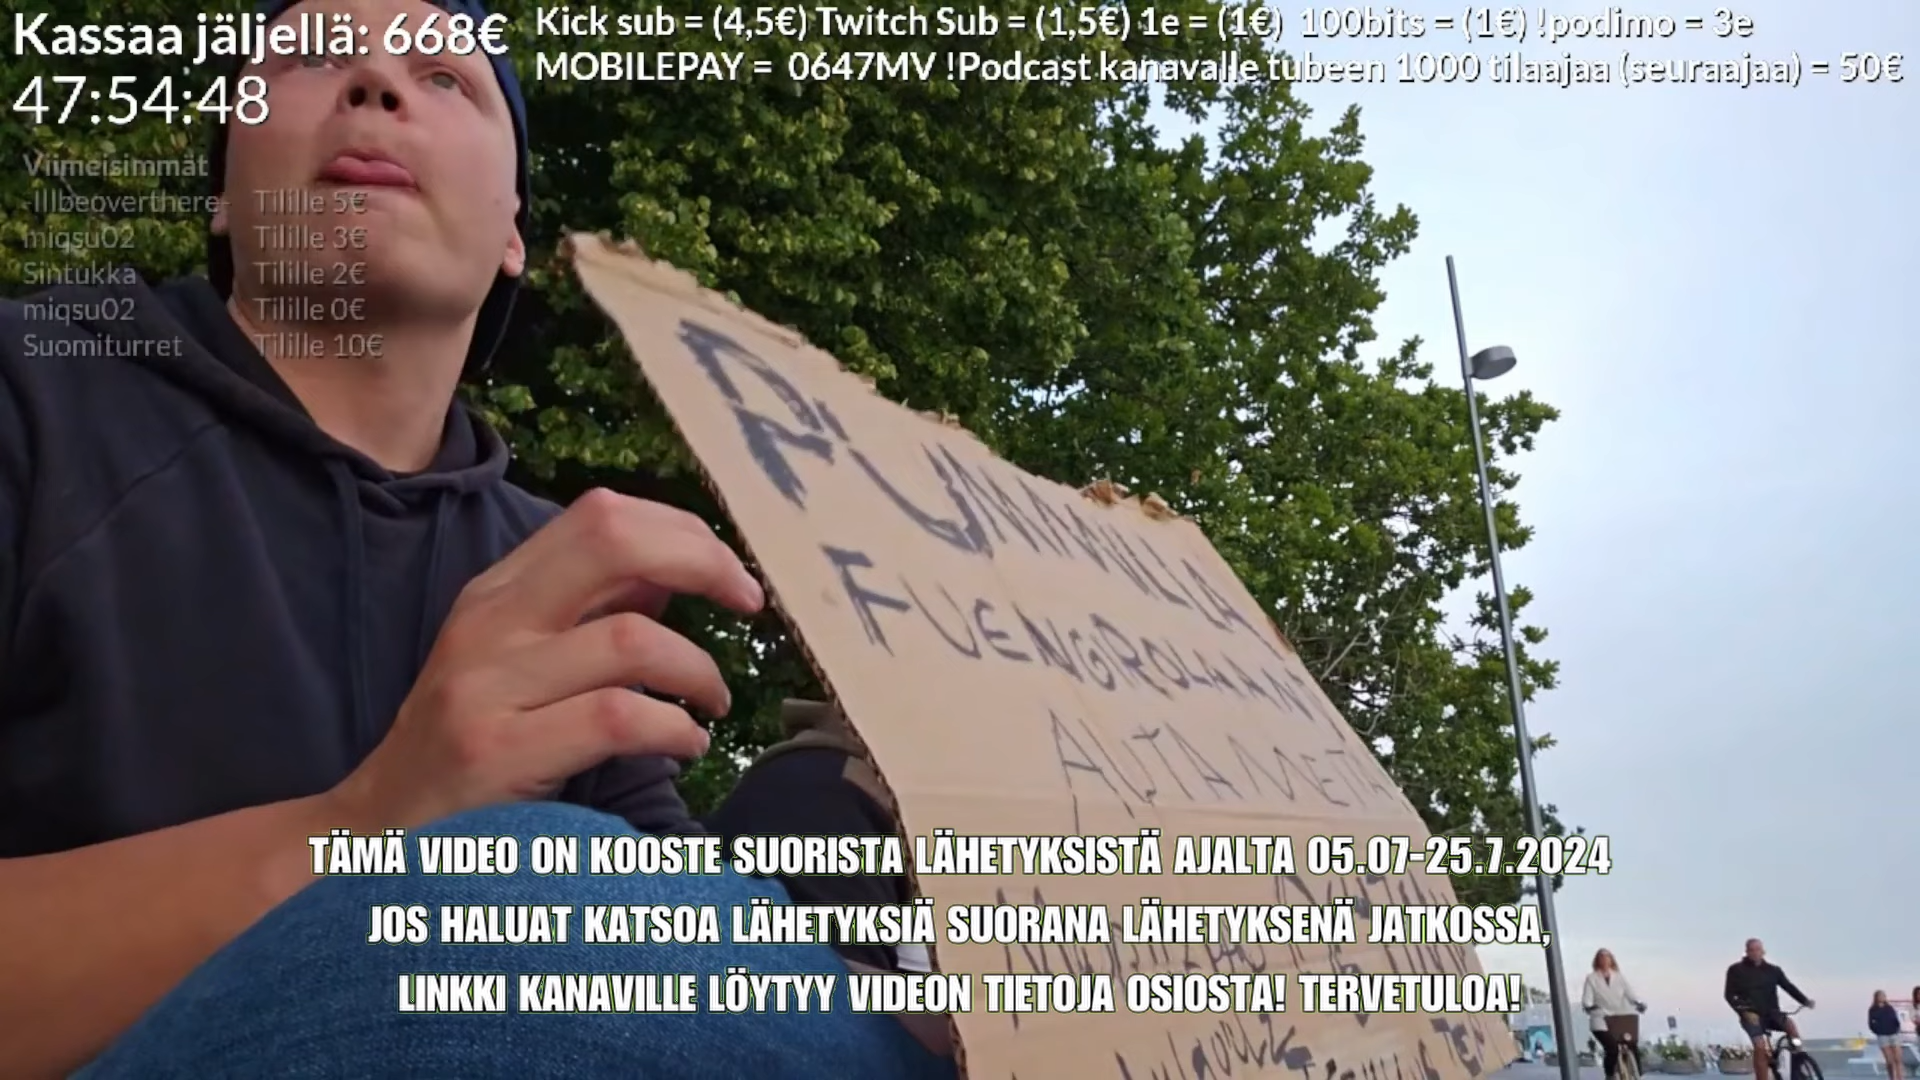 Kassaa jäljellä: 668€
47:54:48
Kick sub = (4,5€) Twitch Sub = (1,5€) 1e = (1€) 100bits = (1€) !podimo = 3e
MOBILEPAY = 0647MV !Podcast kanavalle tubeen 1000 tilaajaa (seuraajaa) = 50€
Viimeisimmät
-Illbeoverthere- Tilille 5€
miqsu02 Tilille 3€
Sintukka Tilille 2€
miqsu02 Tilille 0€
Suomiturret Tilille 10€
FUENGIROLAAN
AUTA MEITÄ
TÄMÄ VIDEO ON KOOSTE SUORISTA LÄHETYKSISTÄ AJALTA 05.07-25.7.2024
JOS HALUAT KATSOA LÄHETYKSIÄ SUORANA LÄHETYKSENÄ JATKOSSA,
LINKKI KANAVILLE LÖYTYY VIDEON TIETOJA OSIOSTA! TERVETULOA!